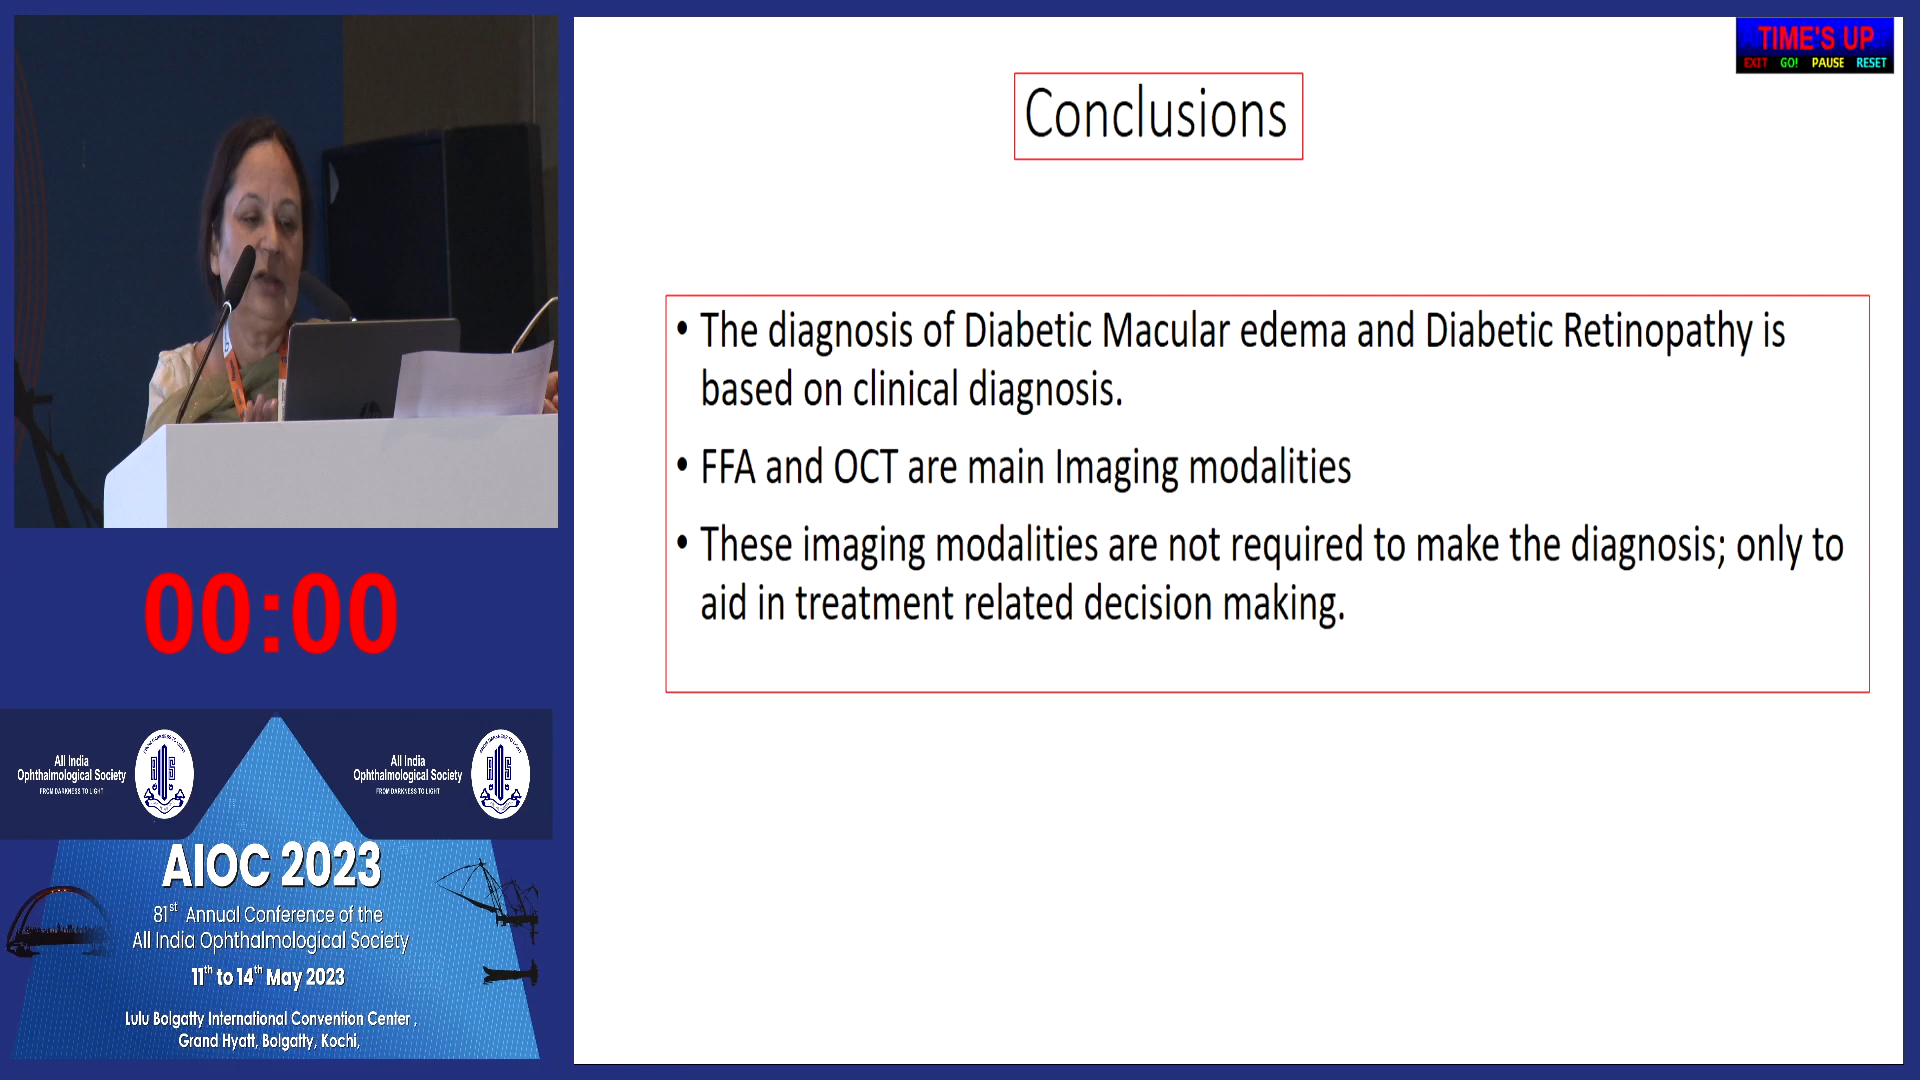 TIME'S UP
EXIT GO! PAUSE RESET
Conclusions
• The diagnosis of Diabetic Macular edema and Diabetic Retinopathy is
based on clinical diagnosis.
• FFA and OCT are main Imaging modalities
• These imaging modalities are not required to make the diagnosis; only to
aid in treatment related decision making.
00:00
All India
Ophthalmological Society
FROM DARKNESS TO LIGHT
All India
Ophthalmological Society
FROM DARKNESS TO LIGHT
AIOC 2023
81st Annual Conference of the
All India Ophthalmological Society
11th to 14th May 2023
Lulu Bolgatty International Convention Center ,
Grand Hyatt, Bolgatty, Kochi,